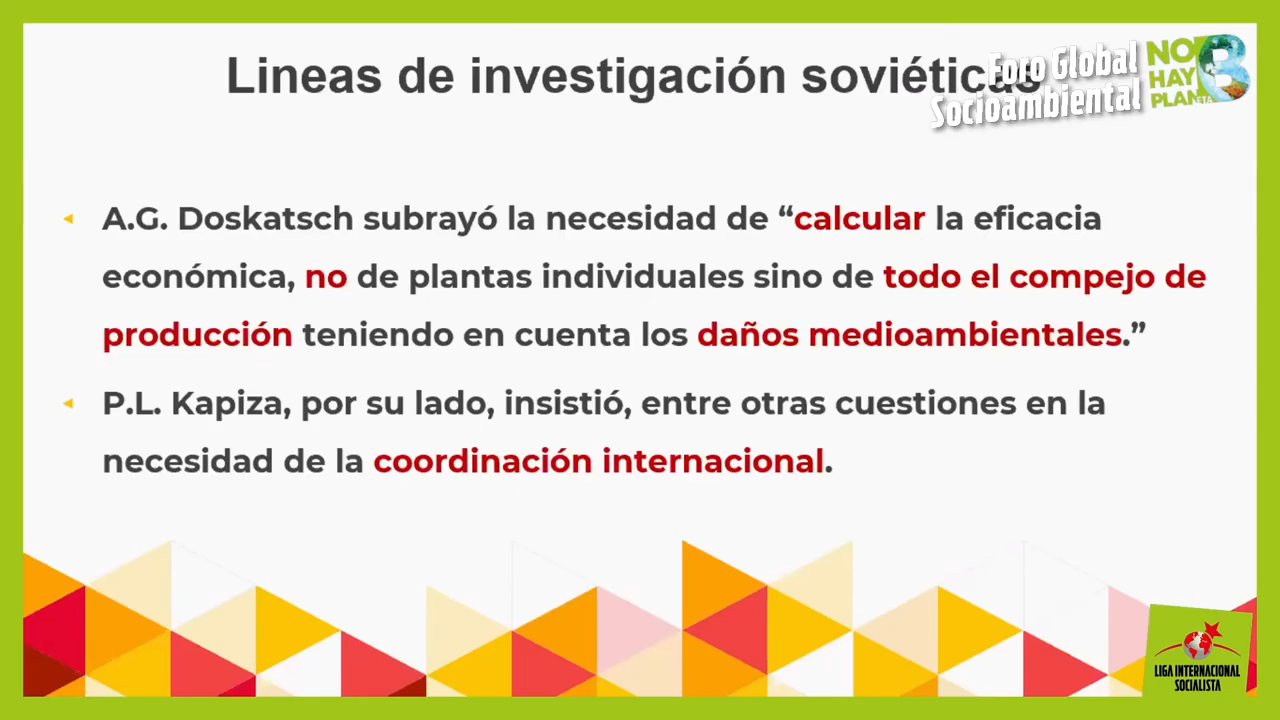 Lineas de investigación soviéticas
Foro Global
Socioambiental
NO
HAY
PLANETA
B
A.G. Doskatsch subrayó la necesidad de “calcular la eficacia
económica, no de plantas individuales sino de todo el compejo de
producción teniendo en cuenta los daños medioambientales.”
P.L. Kapiza, por su lado, insistió, entre otras cuestiones en la
necesidad de la coordinación internacional.
LIGA INTERNACIONAL
SOCIALISTA